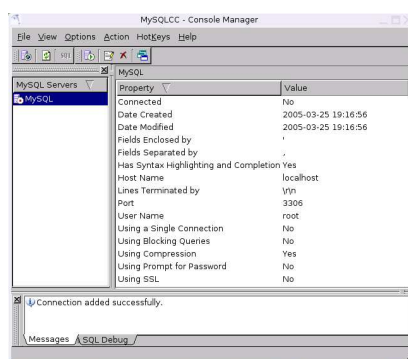 MySQLCC - Console Manager
File View Options Action HotKeys Help
SQL
MySQL Servers
MySQL
MySQL
Property Value
Connected No
Date Created 2005-03-25 19:16:56
Date Modified 2005-03-25 19:16:56
Fields Enclosed by '
Fields Separated by ,
Has Syntax Highlighting and Completion Yes
Host Name localhost
Lines Terminated by \r\n
Port 3306
User Name root
Using a Single Connection No
Using Blocking Queries No
Using Compression Yes
Using Prompt for Password No
Using SSL No
Connection added successfully.
Messages SQL Debug